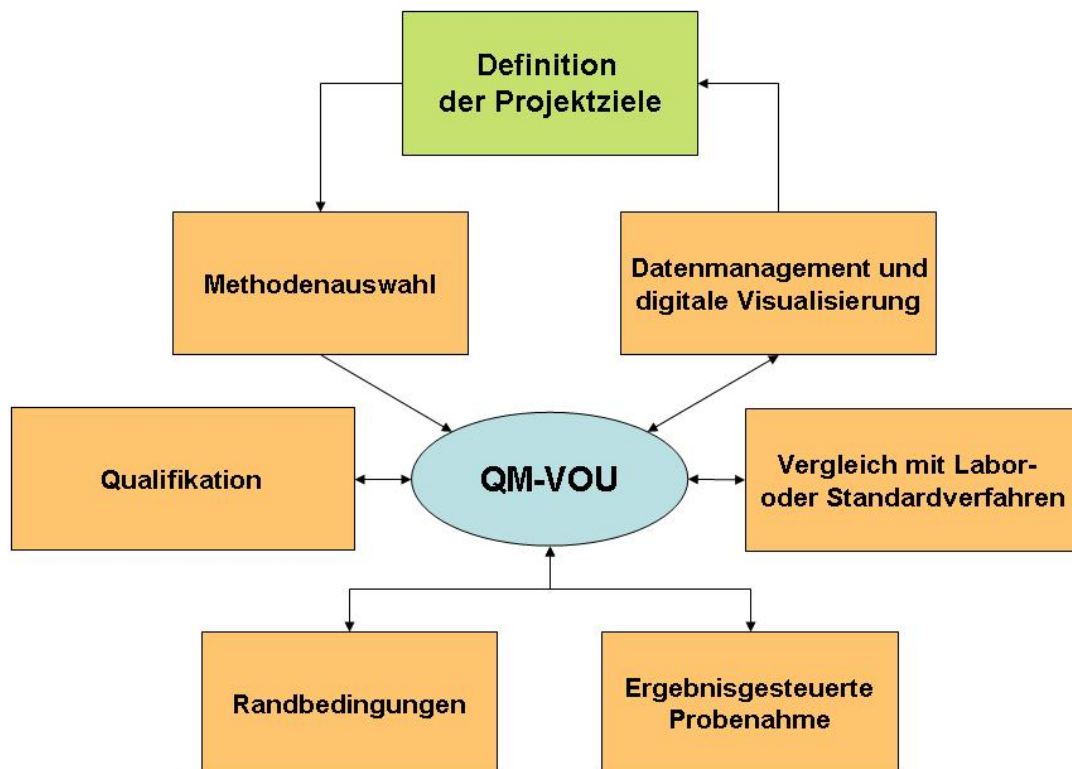 Definition
der Projektziele
Methodenauswahl
Datenmanagement und
digitale Visualisierung
Qualifikation
QM-VOU
Vergleich mit Labor-
oder Standardverfahren
Randbedingungen
Ergebnisgesteuerte
Probenahme